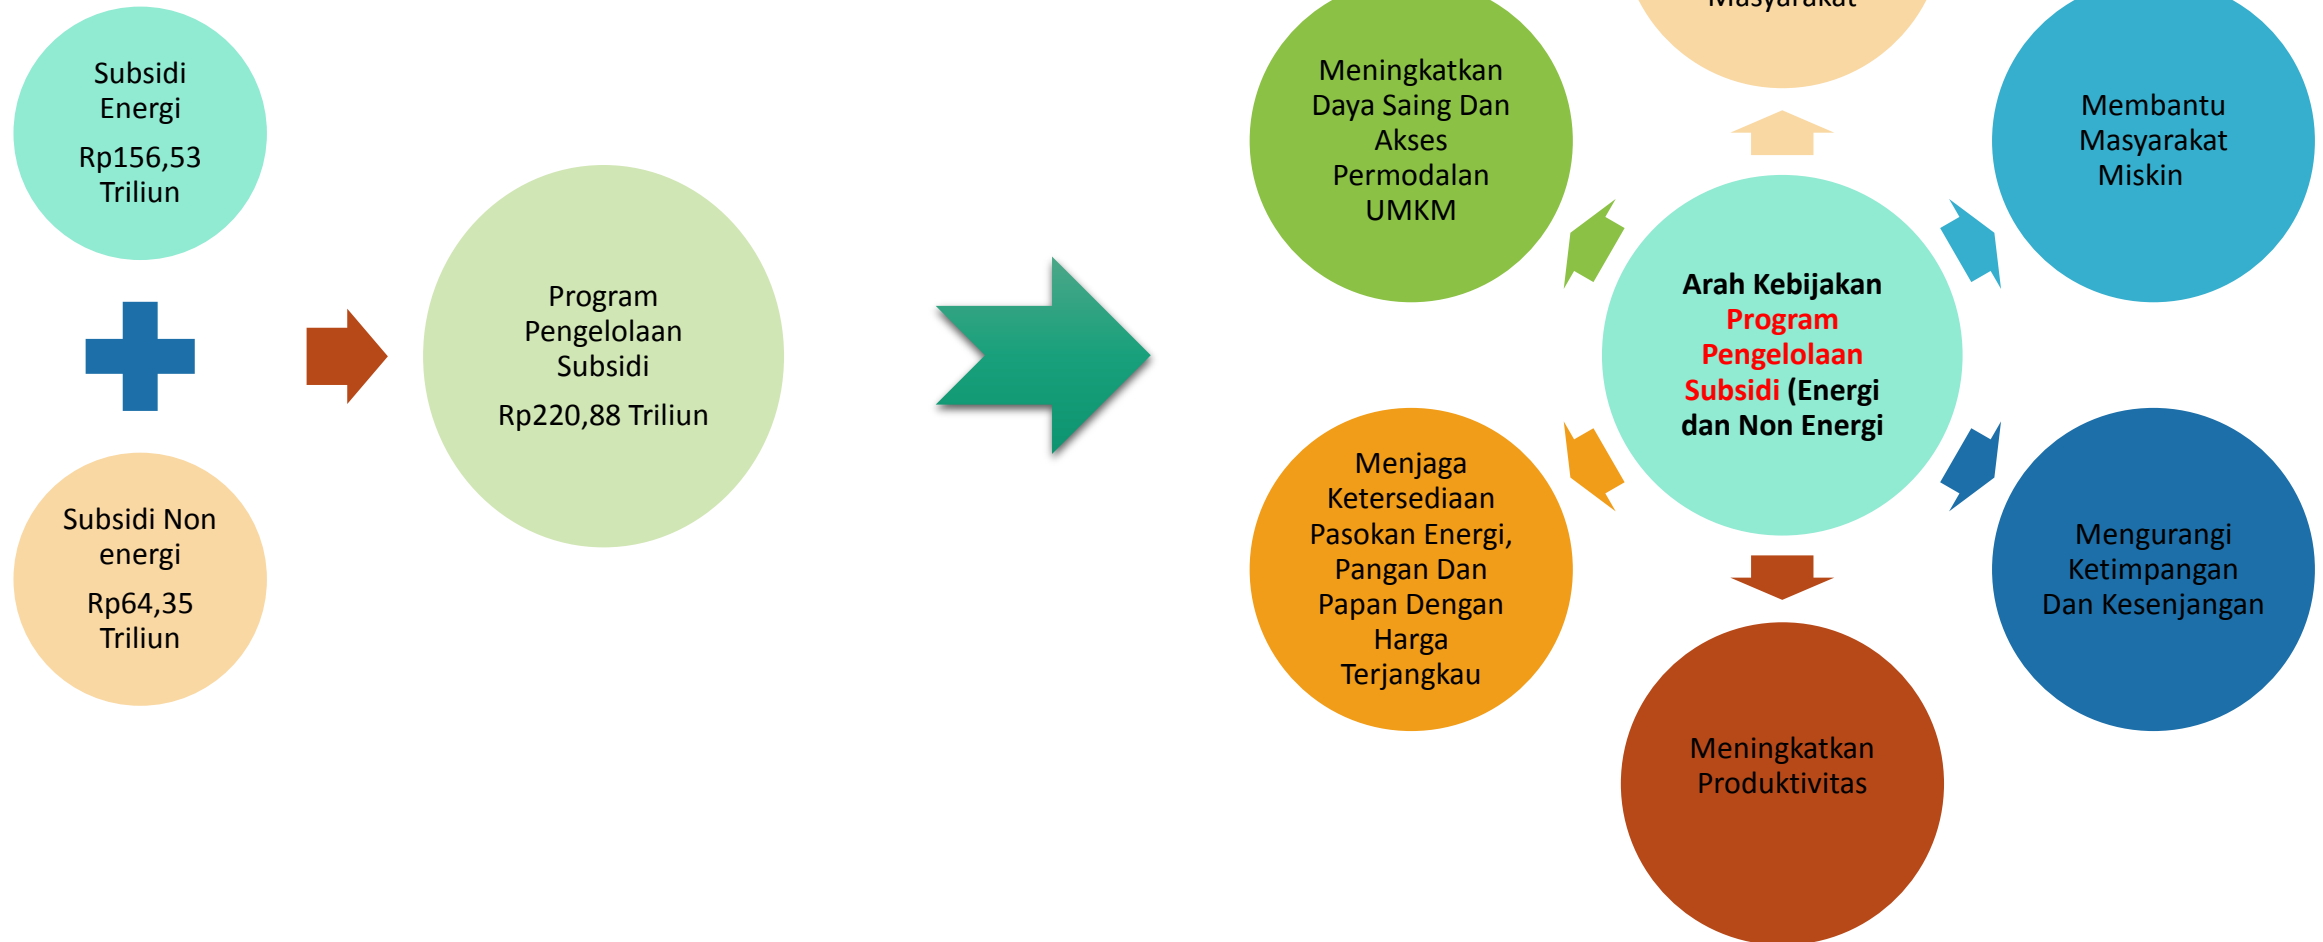 Subsidi
Energi
Rp156,53
Triliun
Subsidi Non
energi
Rp64,35
Triliun
Program
Pengelolaan
Subsidi
Rp220,88 Triliun
Masyarakat
Meningkatkan
Daya Saing Dan
Akses
Permodalan
UMKM
Membantu
Masyarakat
Miskin
Arah Kebijakan
Program
Pengelolaan
Subsidi (Energi
dan Non Energi
Menjaga
Ketersediaan
Pasokan Energi,
Pangan Dan
Papan Dengan
Harga
Terjangkau
Mengurangi
Ketimpangan
Dan Kesenjangan
Meningkatkan
Produktivitas